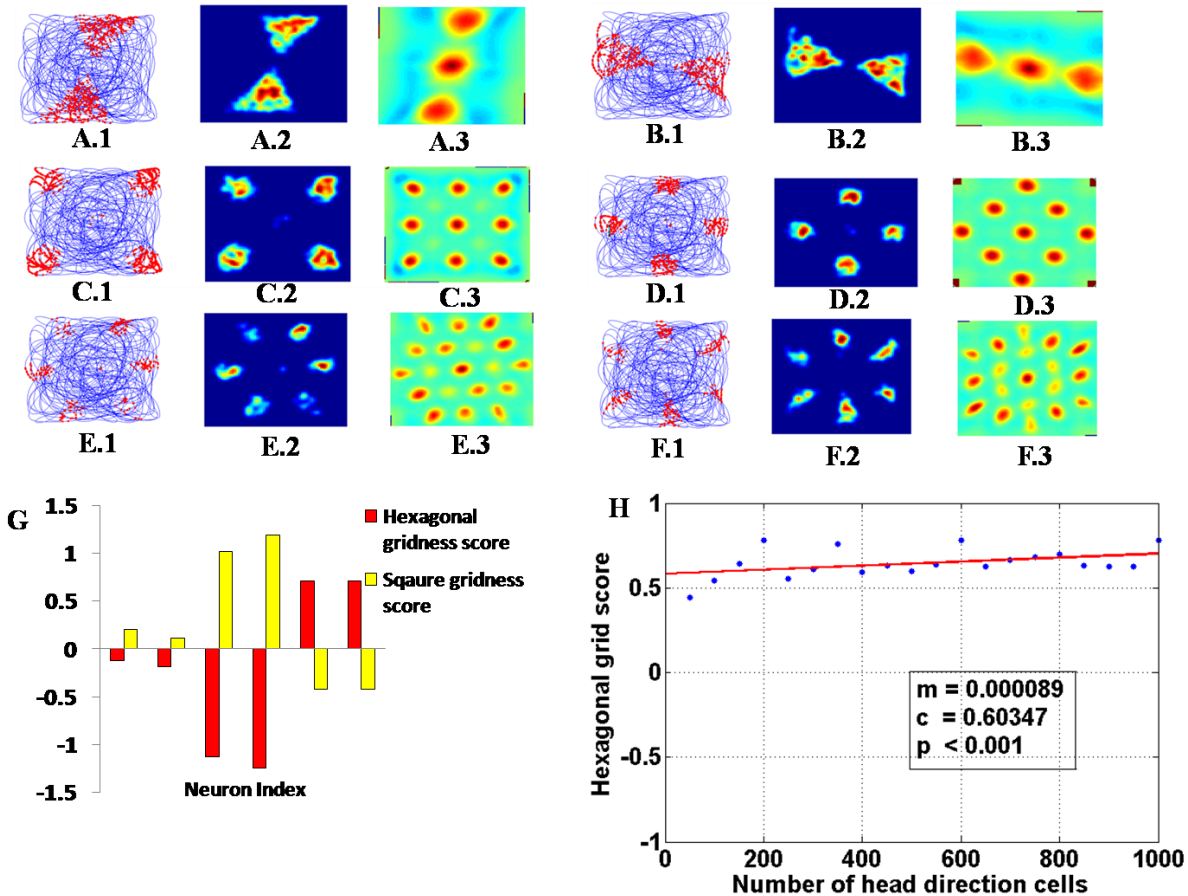 A.1 A.2 A.3 B.1 B.2 B.3
C.1 C.2 C.3 D.1 D.2 D.3
E.1 E.2 E.3 F.1 F.2 F.3
G
1.5
1
0.5
0
-0.5
-1
-1.5
Hexagonal
gridness score
Sqaure gridness
score
Neuron Index
H
Hexagonal grid score
1
0.5
0
-0.5
-1
m = 0.000089
c = 0.60347
p < 0.001
0 200 400 600 800 1000
Number of head direction cells